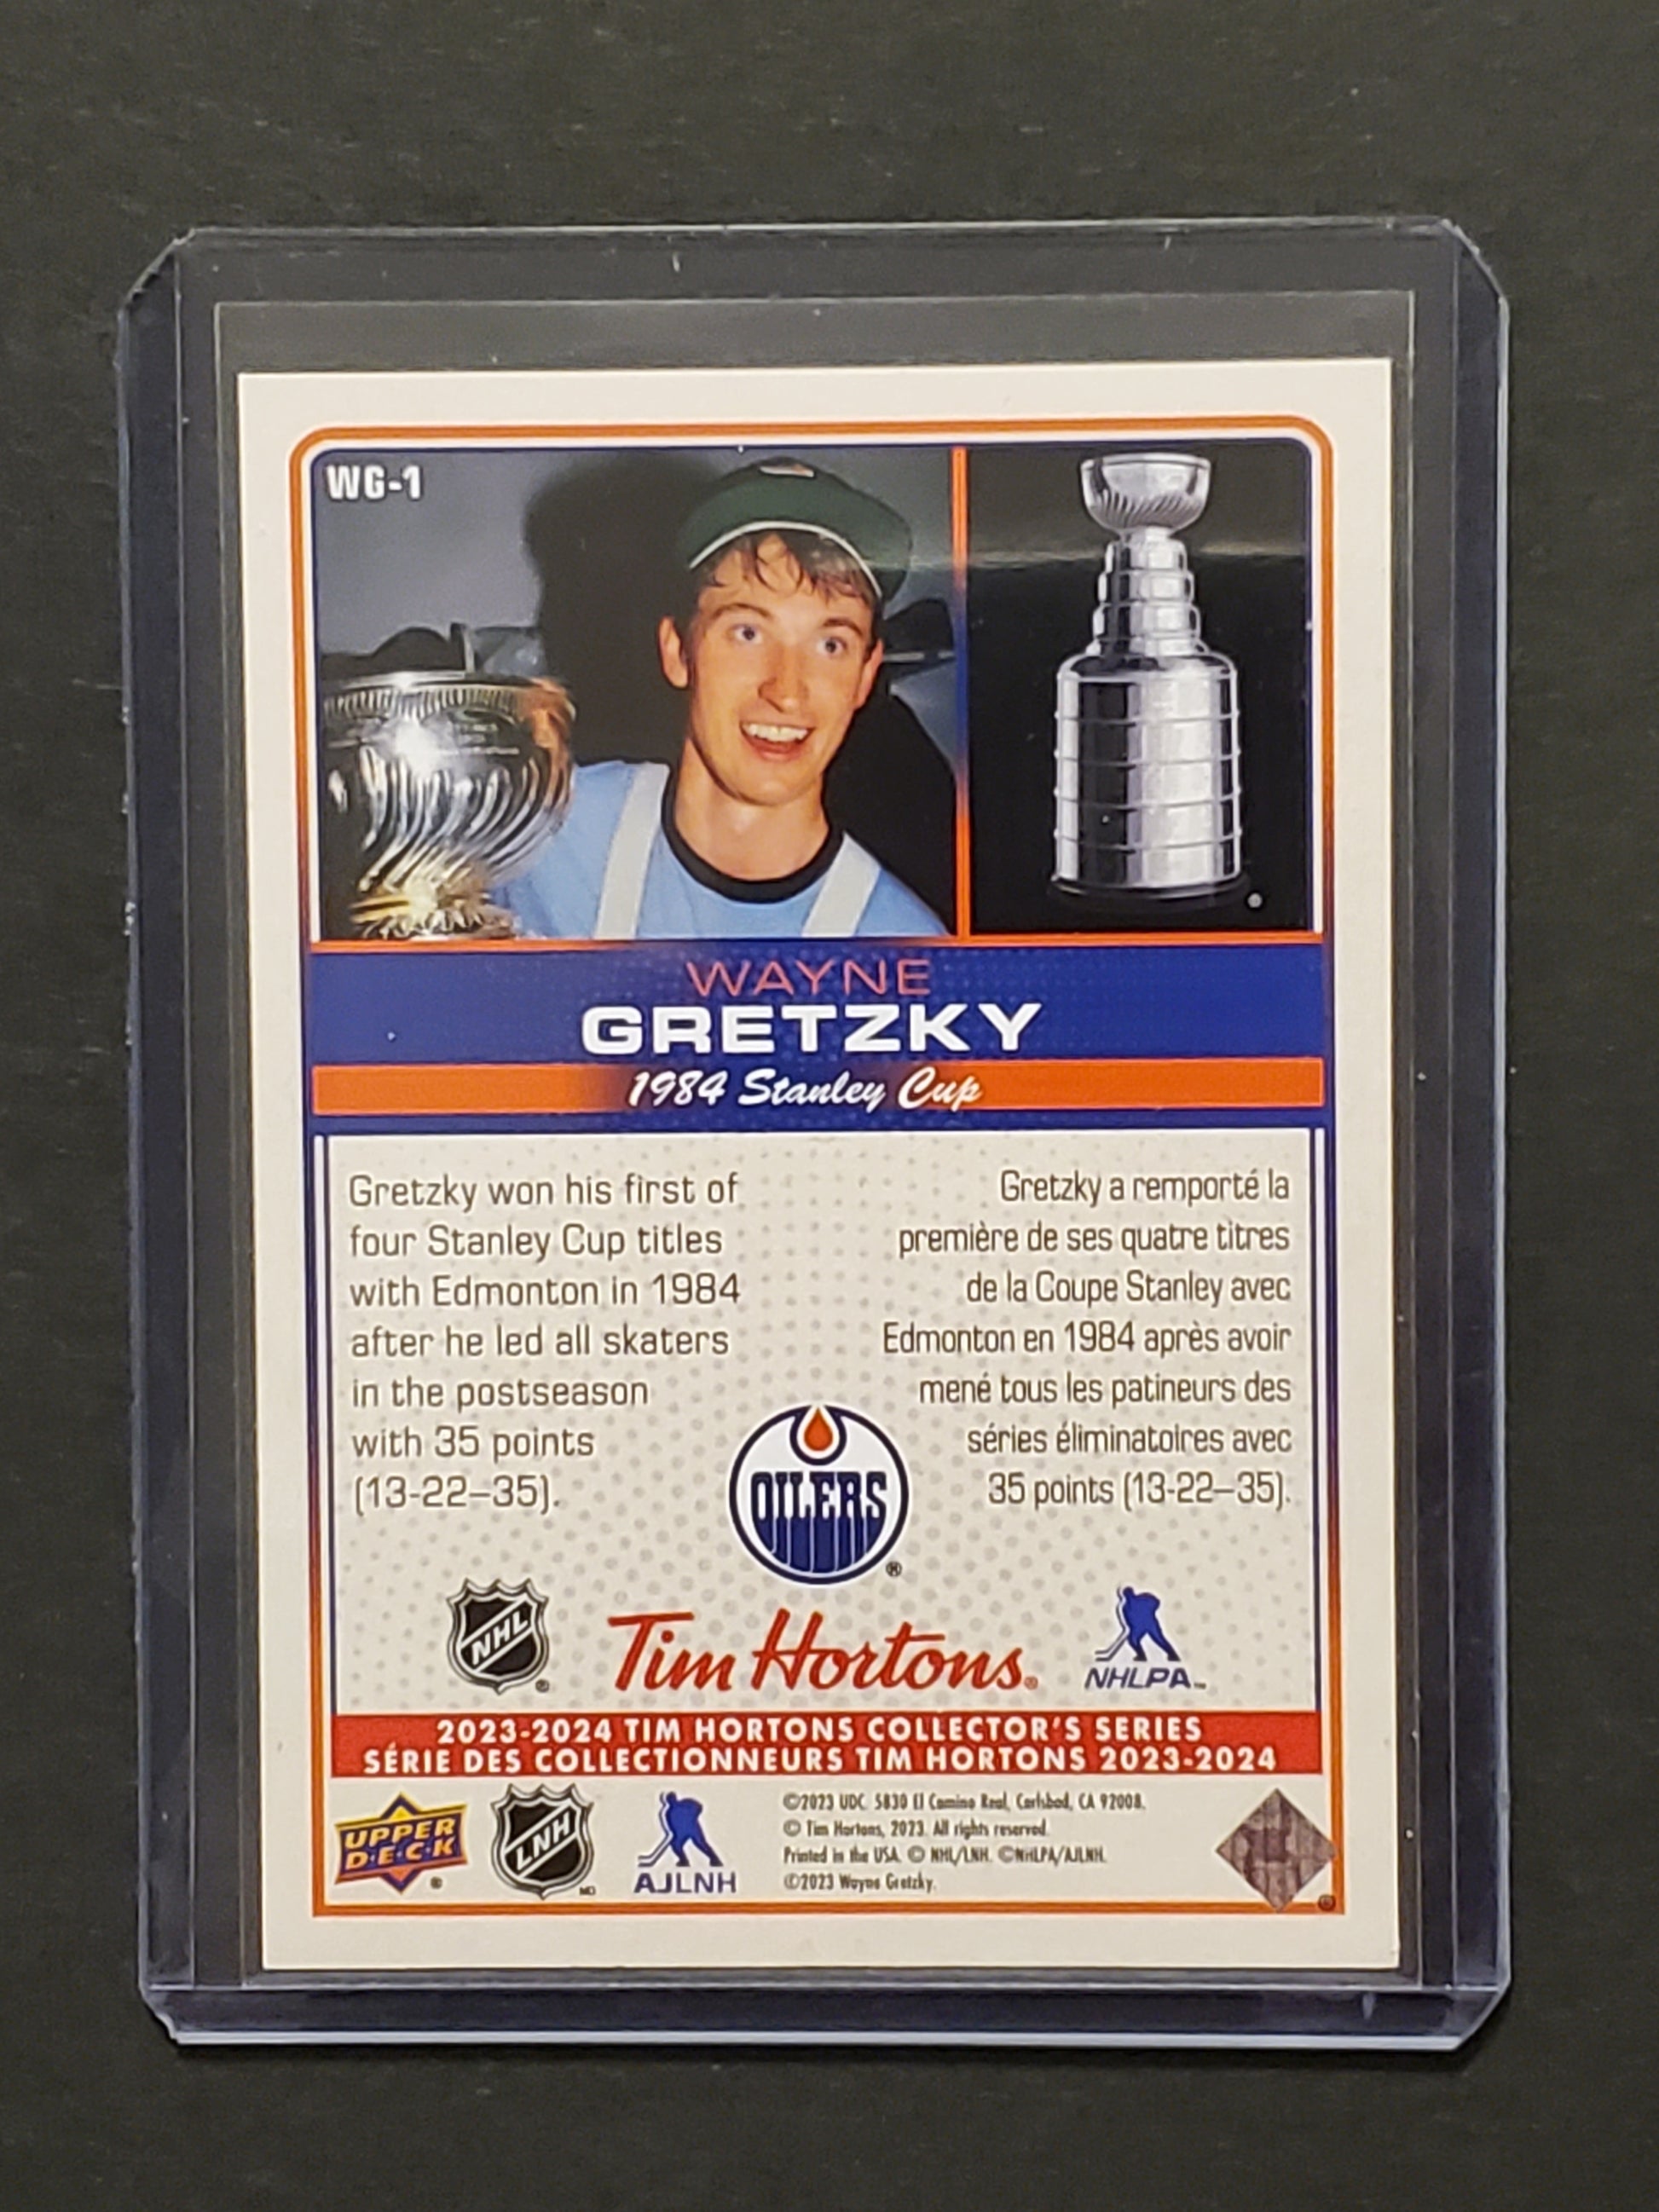 WG-1
WAYNE
GRETZKY
1984 Stanley Cup
Gretzky won his first of
four Stanley Cup titles
with Edmonton in 1984
after he led all skaters
in the postseason
with 35 points
(13-22–35).
Gretzky a remporté la
première de ses quatre titres
de la Coupe Stanley avec
Edmonton en 1984 après avoir
mené tous les patineurs des
séries éliminatoires avec
35 points (13-22–35).
OILERS
®
NHL
®
Tim Hortons®
NHLPA™
2023-2024 TIM HORTONS COLLECTOR'S SERIES
SÉRIE DES COLLECTIONNEURS TIM HORTONS 2023-2024
UPPER
D·E·C·K
®
LNH
MD
AJLNH
©2023 UDC. 5830 El Camino Real, Carlsbad, CA 92008.
© Tim Hortons, 2023. All rights reserved.
Printed in the USA. © NHL/LNH. ©NHLPA/AJLNH.
©2023 Wayne Gretzky.